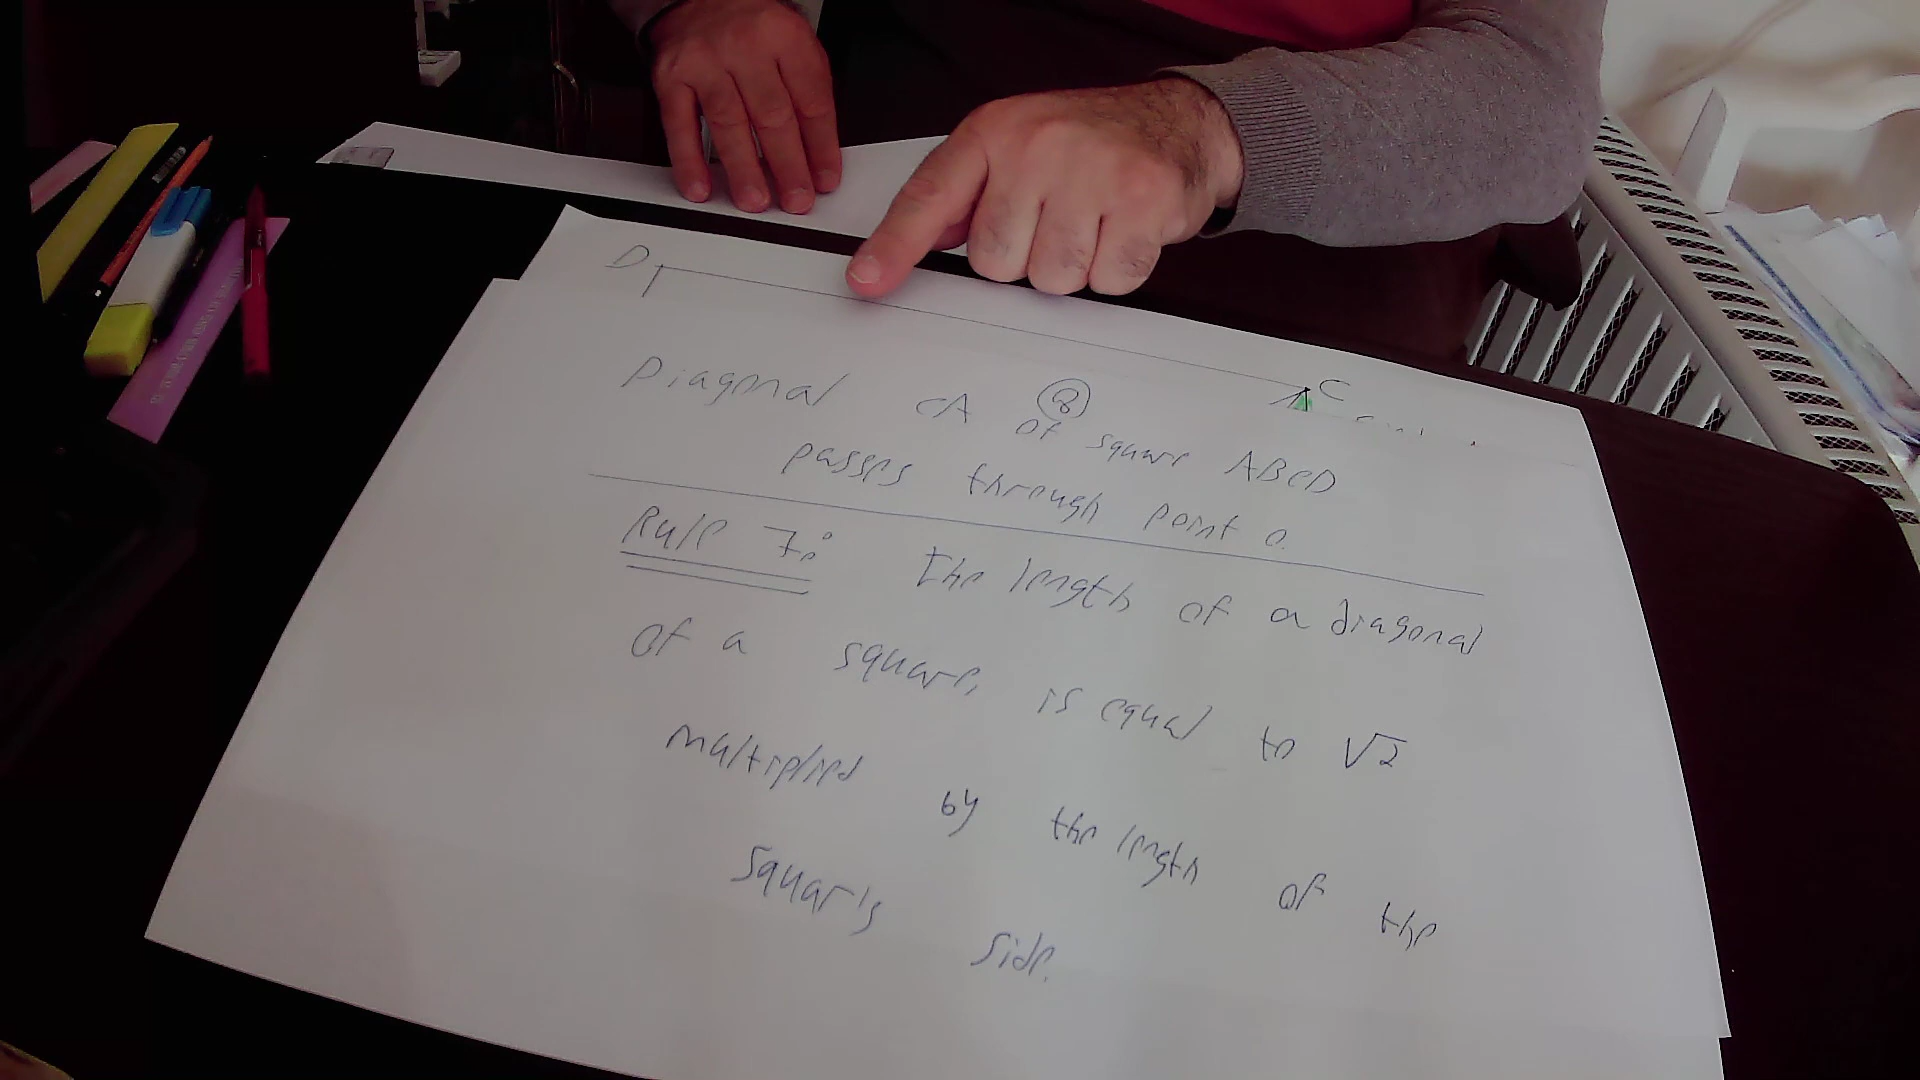 D
C
Diagonal CA of square ABCD
8
passes through point O.
Rule 7: The length of a diagonal
of a square, is equal to √2
multiplied by the length of the
square's side.